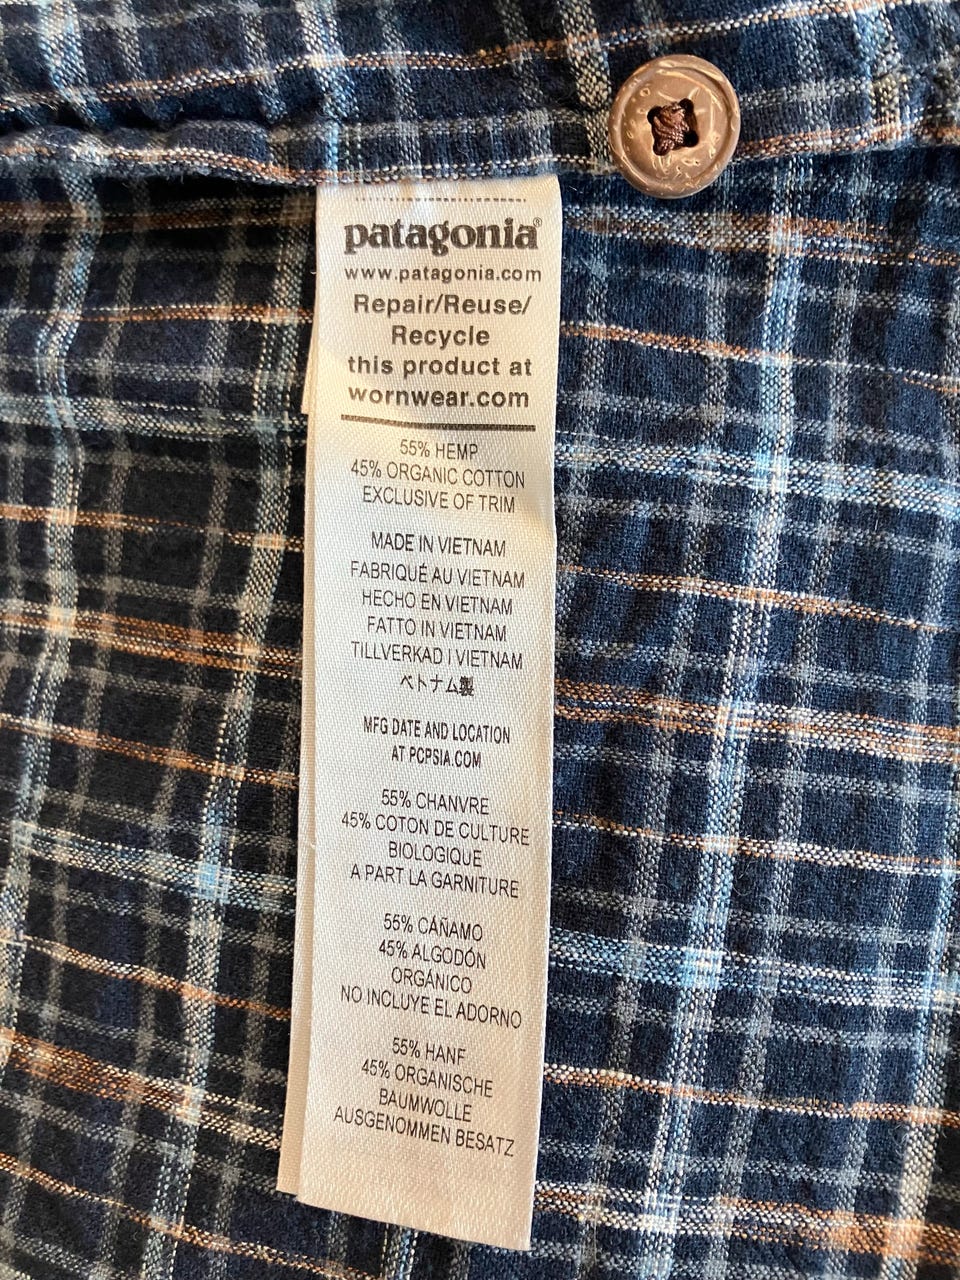 patagonia®
www.patagonia.com
Repair/Reuse/
Recycle
this product at
wornwear.com
55% HEMP
45% ORGANIC COTTON
EXCLUSIVE OF TRIM
MADE IN VIETNAM
FABRIQUÉ AU VIETNAM
HECHO EN VIETNAM
FATTO IN VIETNAM
TILLVERKAD I VIETNAM
ベトナム製
MFG DATE AND LOCATION
AT PCPSIA.COM
55% CHANVRE
45% COTON DE CULTURE
BIOLOGIQUE
A PART LA GARNITURE
55% CÁÑAMO
45% ALGODÓN
ORGÁNICO
NO INCLUYE EL ADORNO
55% HANF
45% ORGANISCHE
BAUMWOLLE
AUSGENOMMEN BESATZ